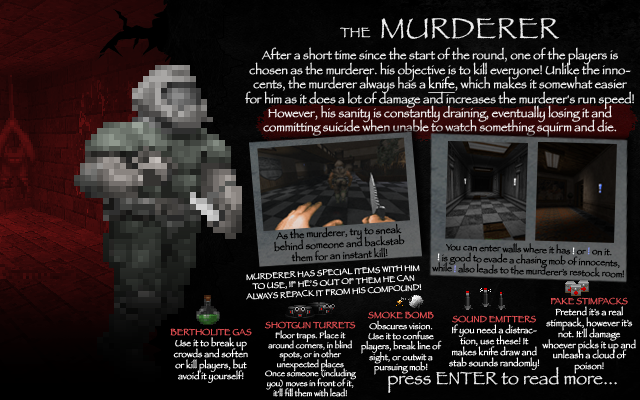 THE MURDERER
After a short time since the start of the round, one of the players is
chosen as the murderer. his objective is to kill everyone! Unlike the inno-
cents, the murderer always has a knife, which makes it somewhat easier
for him as it does a lot of damage and increases the murderer's run speed!
However, his sanity is constantly draining, eventually losing it and
committing suicide when unable to watch something squirm and die.
As the murderer, try to sneak
behind someone and backstab
them for an instant kill!
You can enter walls where it has or on it.
is good to evade a chasing mob of innocents,
while also leads to the murderer's restock room!
MURDERER HAS SPECIAL ITEMS WITH HIM
TO USE, IF HE'S OUT OF THEM HE CAN
ALWAYS REPACK IT FROM HIS COMPOUND!
BERTHOLITE GAS
Use it to break up
crowds and soften
or kill players, but
avoid it yourself!
SHOTGUN TURRETS
Floor traps. Place it
around corners, in blind
spots, or in other
unexpected places
Once someone (including
you) moves in front of it,
it'll fill them with lead!
SMOKE BOMB
Obscures vision.
Use it to confuse
players, break line of
sight, or outwit a
pursuing mob!
SOUND EMITTERS
If you need a distrac-
tion, use these! It
makes knife draw and
stab sounds randomly!
FAKE STIMPACKS
Pretend it's a real
stimpack, however it's
not. It'll damage
whoever picks it up and
unleash a cloud of
poison!
press ENTER to read more...